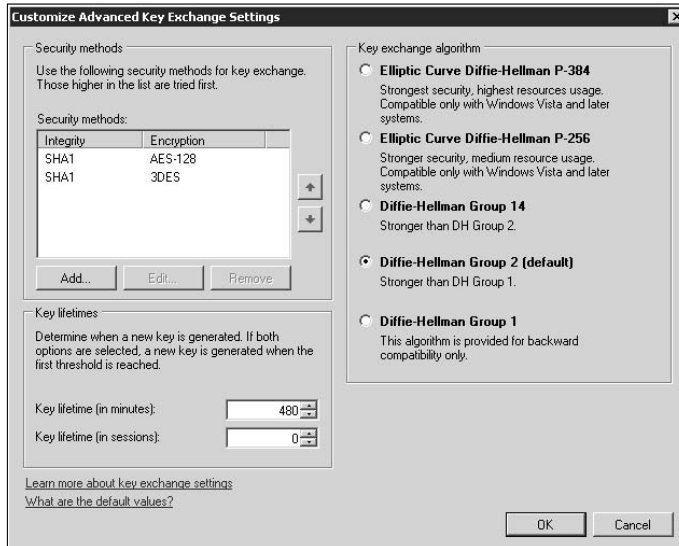 Customize Advanced Key Exchange Settings
Security methods
Use the following security methods for key exchange.
Those higher in the list are tried first.
Security methods:
Integrity Encryption
SHA1 AES-128
SHA1 3DES
Add... Edit... Remove
Key lifetimes
Determine when a new key is generated. If both
options are selected, a new key is generated when the
first threshold is reached.
Key lifetime (in minutes): 480
Key lifetime (in sessions): 0
Learn more about key exchange settings
What are the default values?
Key exchange algorithm
Elliptic Curve Diffie-Hellman P-384
Strongest security, highest resources usage.
Compatible only with Windows Vista and later
systems.
Elliptic Curve Diffie-Hellman P-256
Stronger security, medium resource usage.
Compatible only with Windows Vista and later
systems.
Diffie-Hellman Group 14
Stronger than DH Group 2.
Diffie-Hellman Group 2 (default)
Stronger than DH Group 1.
Diffie-Hellman Group 1
This algorithm is provided for backward
compatibility only.
OK Cancel